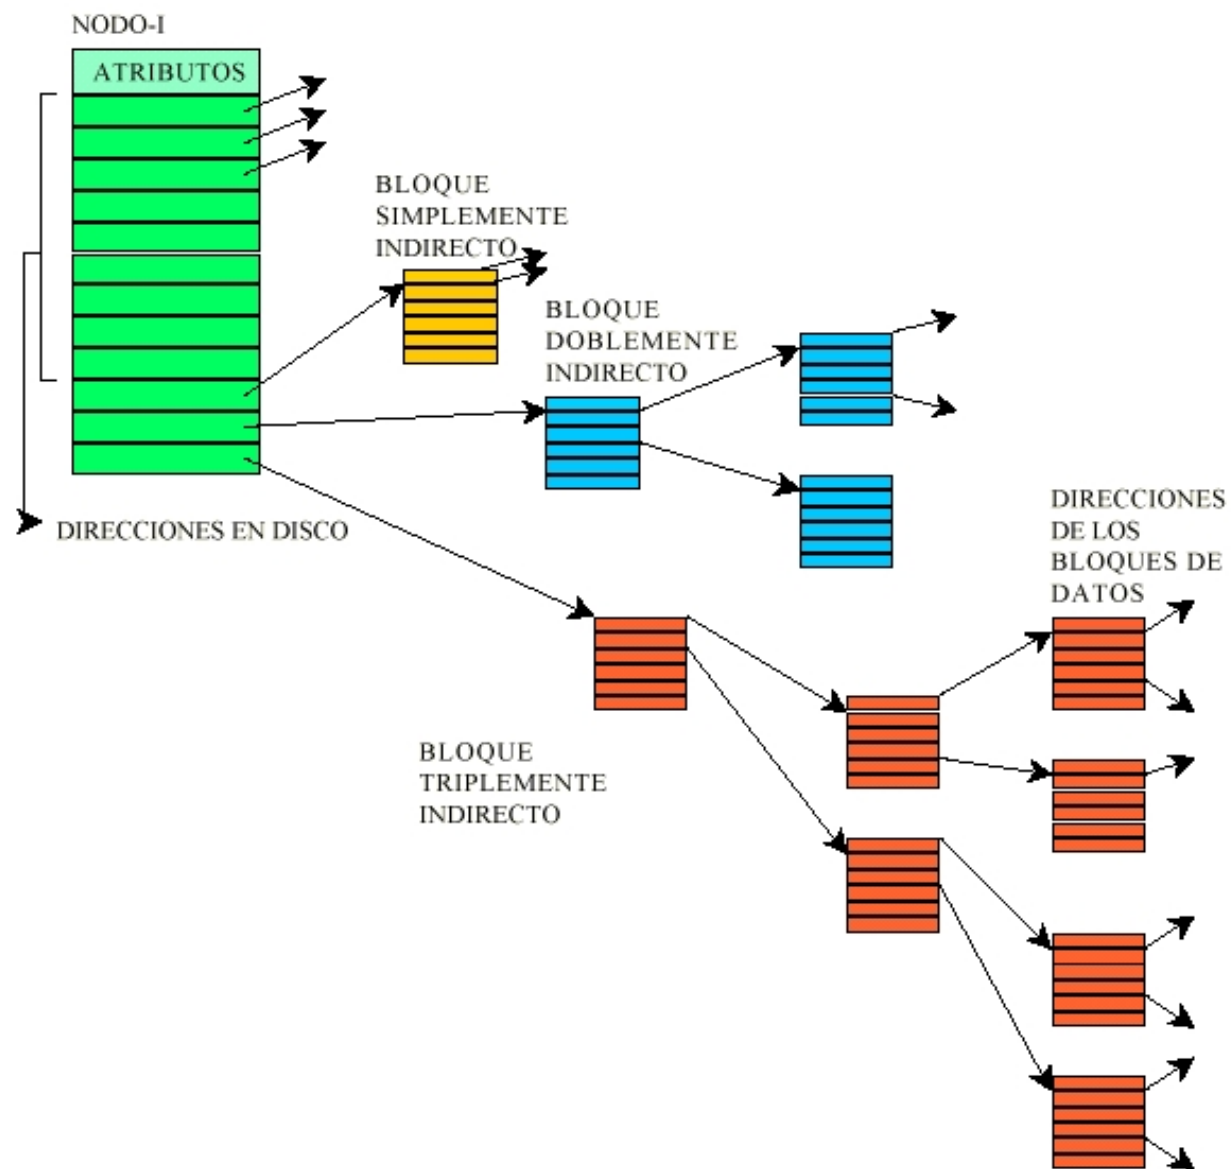 NODO-I
ATRIBUTOS
BLOQUE
SIMPLEMENTE
INDIRECTO
BLOQUE
DOBLEMENTE
INDIRECTO
DIRECCIONES EN DISCO
DIRECCIONES
DE LOS
BLOQUES DE
DATOS
BLOQUE
TRIPLEMENTE
INDIRECTO